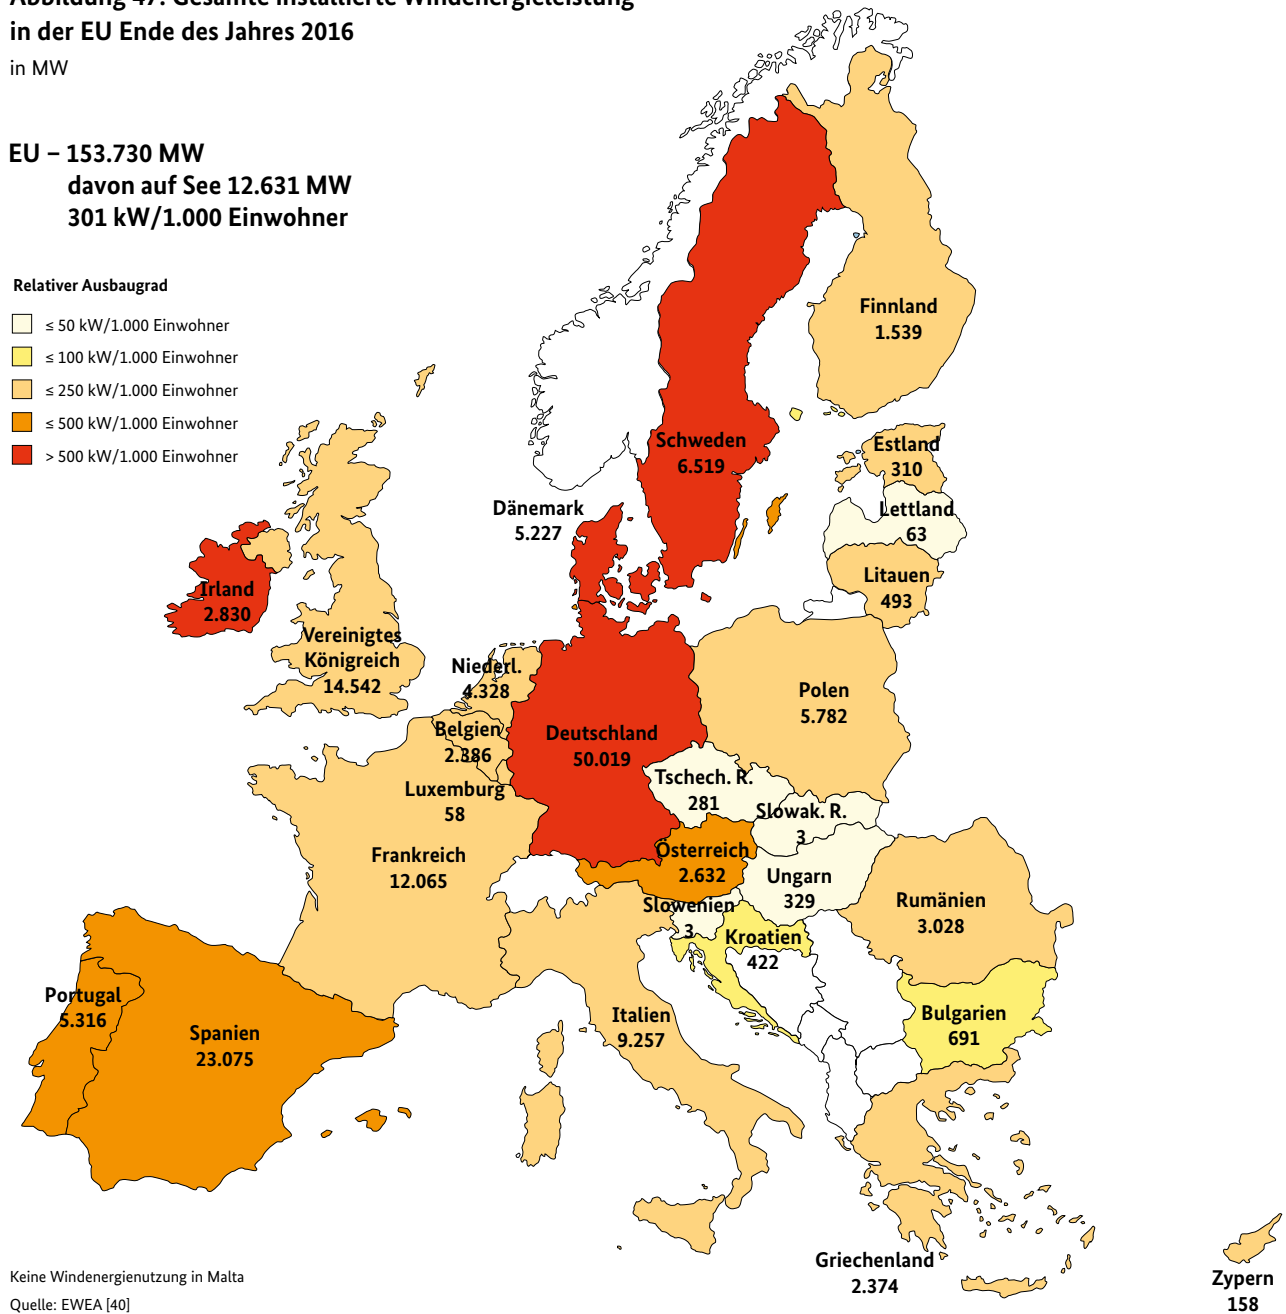 Abbildung 47: Gesamte installierte Windenergieleistung
in der EU Ende des Jahres 2016
in MW
EU – 153.730 MW
davon auf See 12.631 MW
301 kW/1.000 Einwohner
Relativer Ausbaugrad
≤ 50 kW/1.000 Einwohner
≤ 100 kW/1.000 Einwohner
≤ 250 kW/1.000 Einwohner
≤ 500 kW/1.000 Einwohner
> 500 kW/1.000 Einwohner
Finnland
1.539
Schweden
6.519
Estland
310
Lettland
63
Litauen
493
Dänemark
5.227
Irland
2.830
Vereinigtes
Königreich
14.542
Niederl.
4.328
Belgien
2.386
Luxemburg
58
Deutschland
50.019
Polen
5.782
Tschech. R.
281
Slowak. R.
3
Österreich
2.632
Ungarn
329
Frankreich
12.065
Slowenien
3
Kroatien
422
Rumänien
3.028
Bulgarien
691
Portugal
5.316
Spanien
23.075
Italien
9.257
Griechenland
2.374
Zypern
158
Keine Windenergienutzung in Malta
Quelle: EWEA [40]